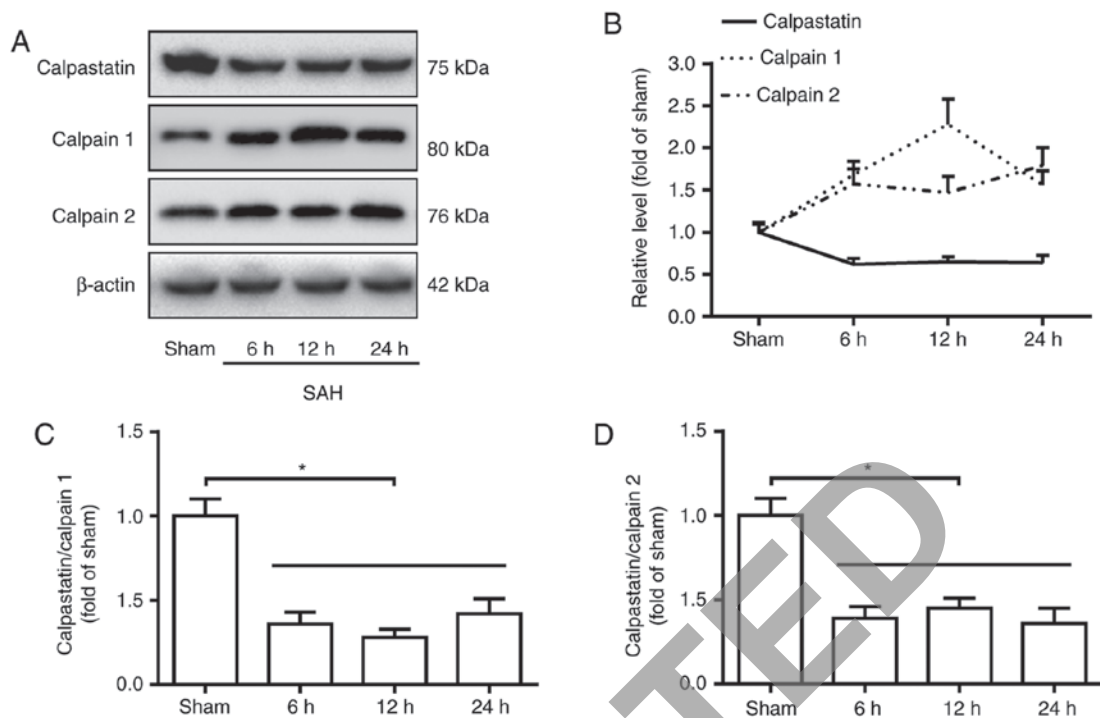 A
Calpastatin
75 kDa
Calpain 1
80 kDa
Calpain 2
76 kDa
β-actin
42 kDa
Sham 6 h 12 h 24 h
SAH
B
Calpastatin
Calpain 1
Calpain 2
Relative level (fold of sham)
3.0
2.5
2.0
1.5
1.0
0.5
0.0
Sham 6 h 12 h 24 h
C
Calpastatin/calpain 1
(fold of sham)
1.5
1.0
1.5
0.0
*
Sham 6 h 12 h 24 h
D
Calpastatin/calpain 2
(fold of sham)
1.5
1.0
1.5
0.0
*
Sham 6 h 12 h 24 h
TED